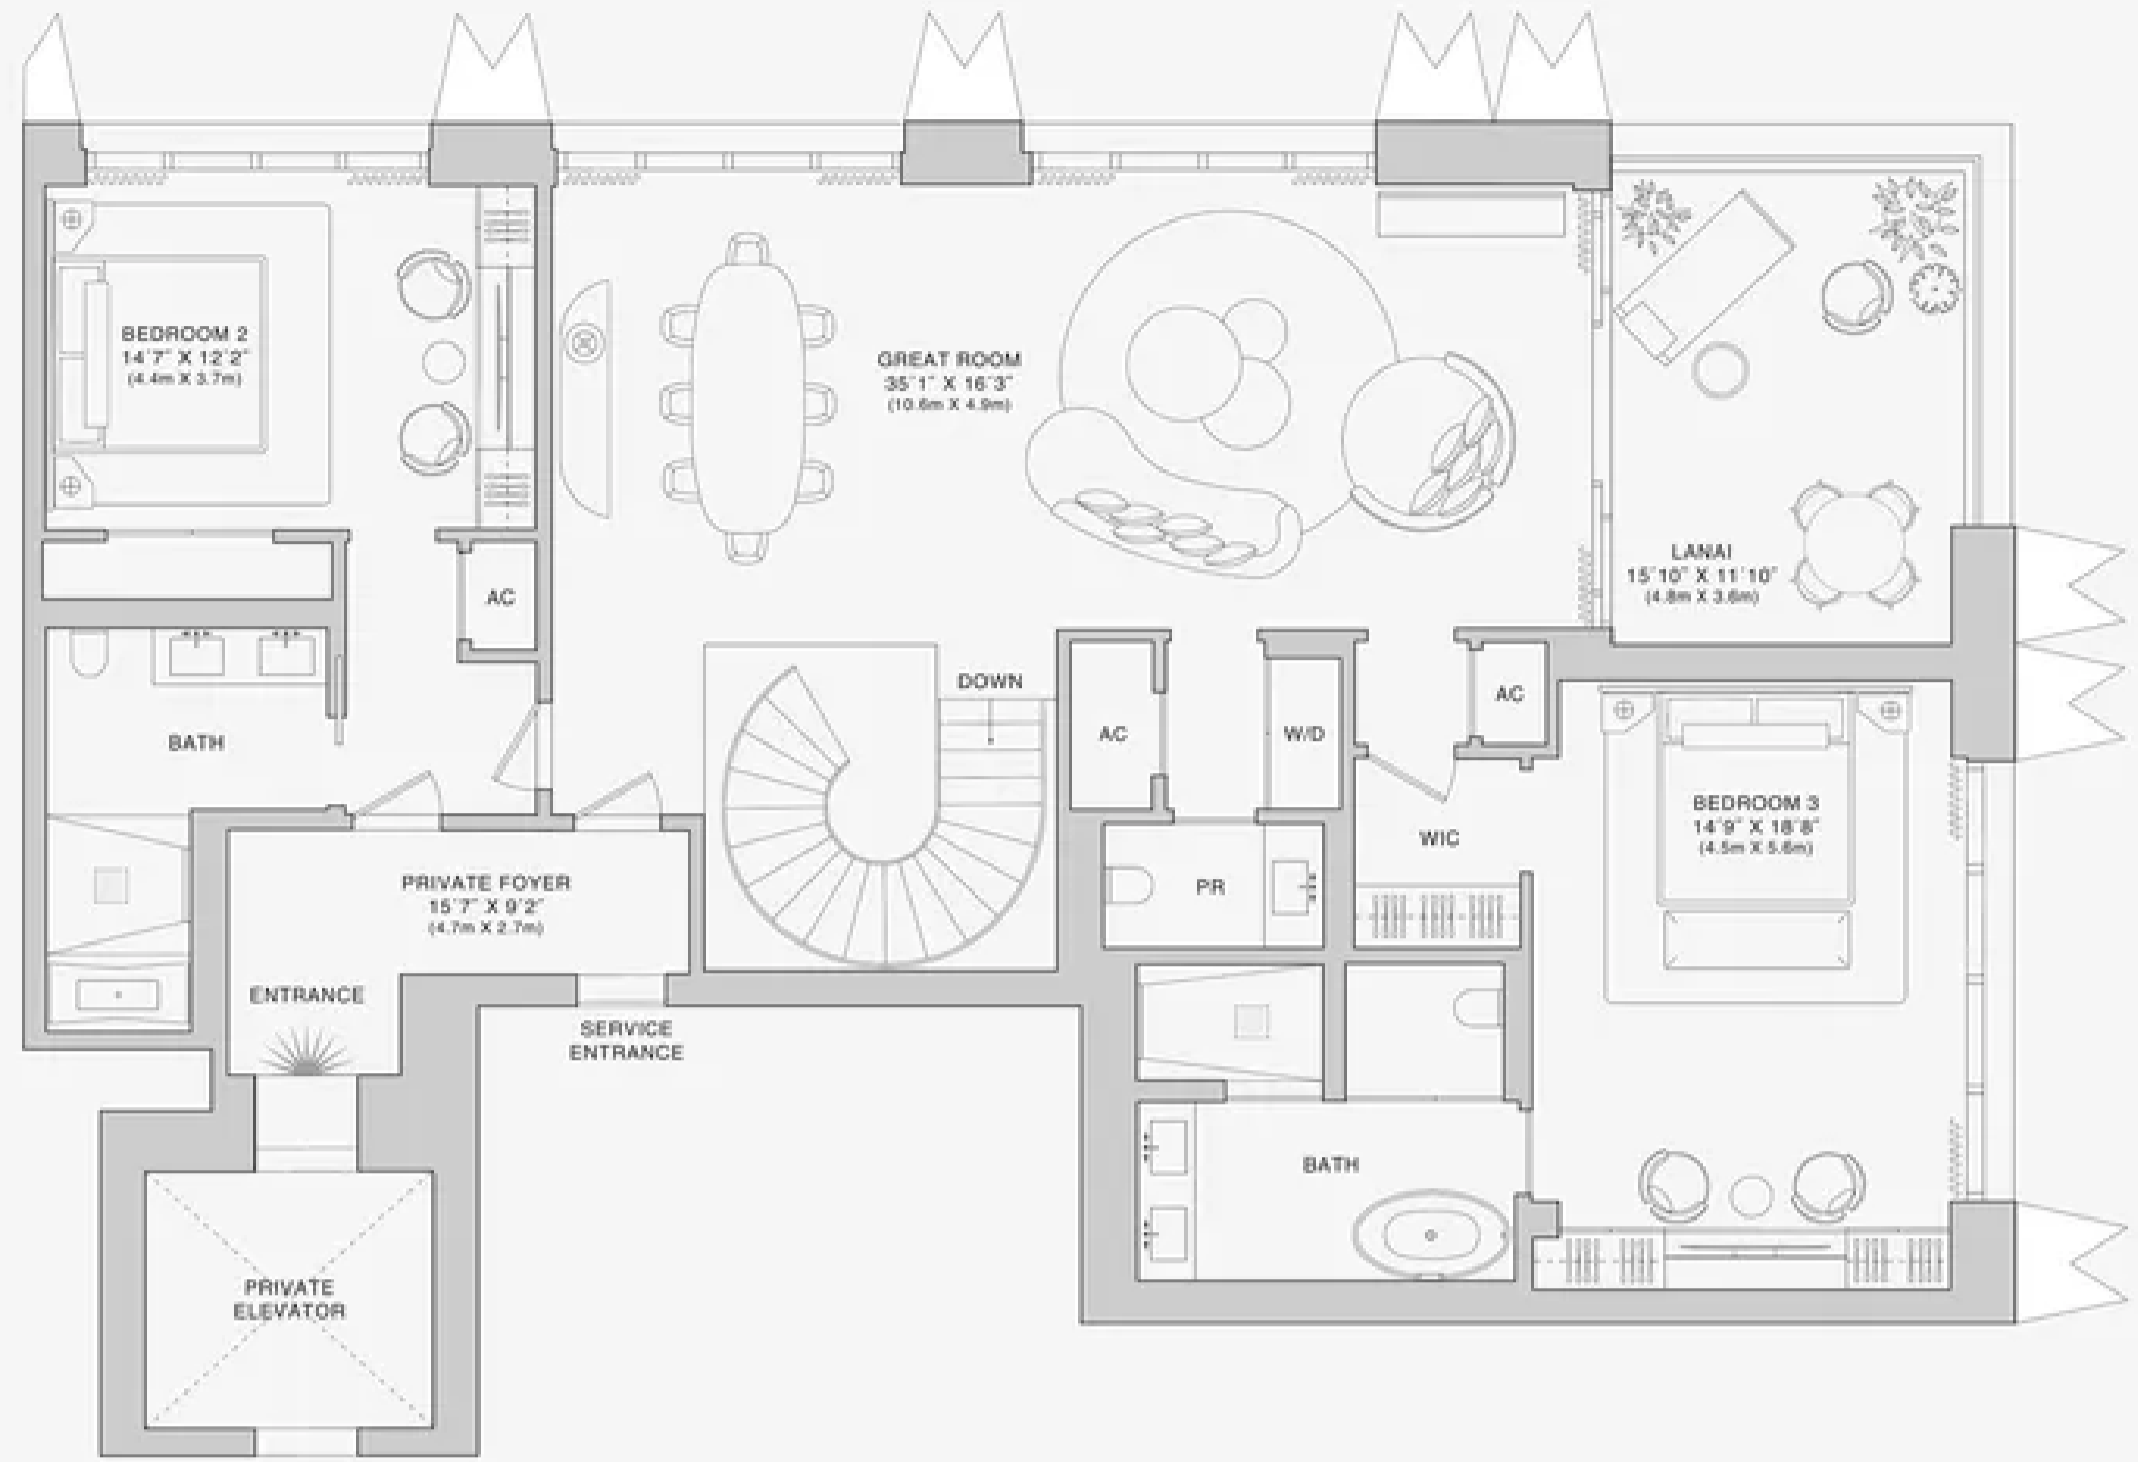 BEDROOM 2
14'7" X 12'2"
(4.4m X 3.7m)
GREAT ROOM
35'1" X 16'3"
(10.6m X 4.9m)
LANAI
15'10" X 11'10"
(4.8m X 3.6m)
AC
DOWN
AC
W/D
AC
BATH
BEDROOM 3
14'9" X 18'8"
(4.5m X 5.6m)
WIC
PRIVATE FOYER
15'7" X 9'2"
(4.7m X 2.7m)
PR
ENTRANCE
SERVICE
ENTRANCE
BATH
PRIVATE
ELEVATOR